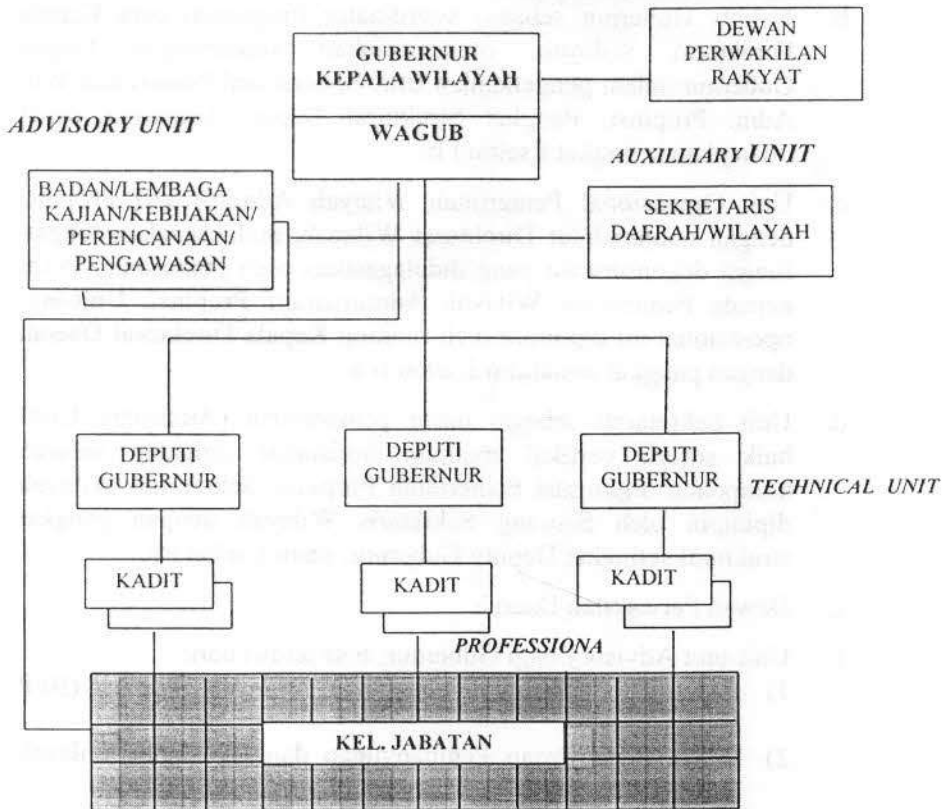 DEWAN
PERWAKILAN
RAKYAT
GUBERNUR
KEPALA WILAYAH
WAGUB
ADVISORY UNIT
AUXILLIARY UNIT
BADAN/LEMBAGA
KAJIAN/KEBIJAKAN/
PERENCANAAN/
PENGAWASAN
SEKRETARIS
DAERAH/WILAYAH
DEPUTI
GUBERNUR
DEPUTI
GUBERNUR
DEPUTI
GUBERNUR
TECHNICAL UNIT
KADIT
KADIT
KADIT
PROFESSIONA
KEL. JABATAN